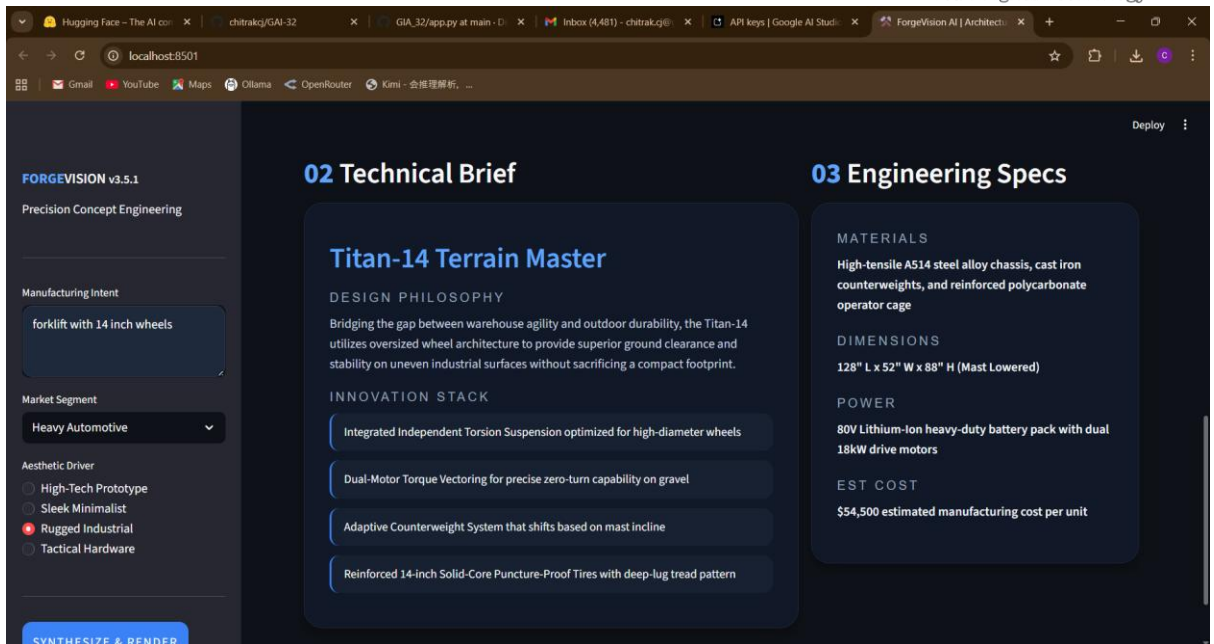 Hugging Face – The AI con
chitrakcj/GAI-32
GIA_32/app.py at main · D
Inbox (4,481) - chitrak.cj@
API keys | Google AI Studio
ForgeVision AI | Architectu
localhost:8501
Gmail
YouTube
Maps
Ollama
OpenRouter
Kimi - 会推理解析, ...
Deploy
FORGEVISION v3.5.1
Precision Concept Engineering
Manufacturing Intent
forklift with 14 inch wheels
Market Segment
Heavy Automotive
Aesthetic Driver
High-Tech Prototype
Sleek Minimalist
Rugged Industrial
Tactical Hardware
SYNTHESIZE & RENDER
02 Technical Brief
Titan-14 Terrain Master
DESIGN PHILOSOPHY
Bridging the gap between warehouse agility and outdoor durability, the Titan-14
utilizes oversized wheel architecture to provide superior ground clearance and
stability on uneven industrial surfaces without sacrificing a compact footprint.
INNOVATION STACK
Integrated Independent Torsion Suspension optimized for high-diameter wheels
Dual-Motor Torque Vectoring for precise zero-turn capability on gravel
Adaptive Counterweight System that shifts based on mast incline
Reinforced 14-inch Solid-Core Puncture-Proof Tires with deep-lug tread pattern
03 Engineering Specs
MATERIALS
High-tensile A514 steel alloy chassis, cast iron
counterweights, and reinforced polycarbonate
operator cage
DIMENSIONS
128" L x 52" W x 88" H (Mast Lowered)
POWER
80V Lithium-Ion heavy-duty battery pack with dual
18kW drive motors
EST COST
$54,500 estimated manufacturing cost per unit